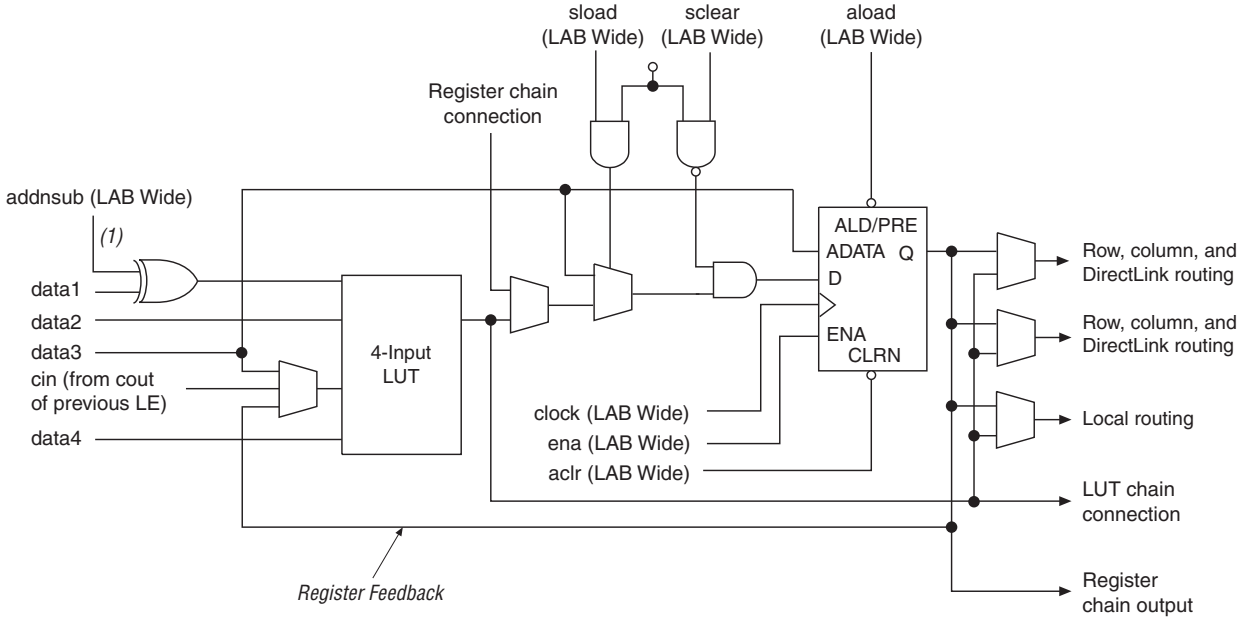 sload
(LAB Wide)
sclear
(LAB Wide)
aload
(LAB Wide)
Register chain
connection
addnsub (LAB Wide)
(1)
data1
data2
data3
cin (from cout
of previous LE)
data4
4-Input
LUT
ALD/PRE
ADATA Q
D
ENA
CLRN
clock (LAB Wide)
ena (LAB Wide)
aclr (LAB Wide)
Row, column, and
DirectLink routing
Row, column, and
DirectLink routing
Local routing
LUT chain
connection
Register
chain output
Register Feedback